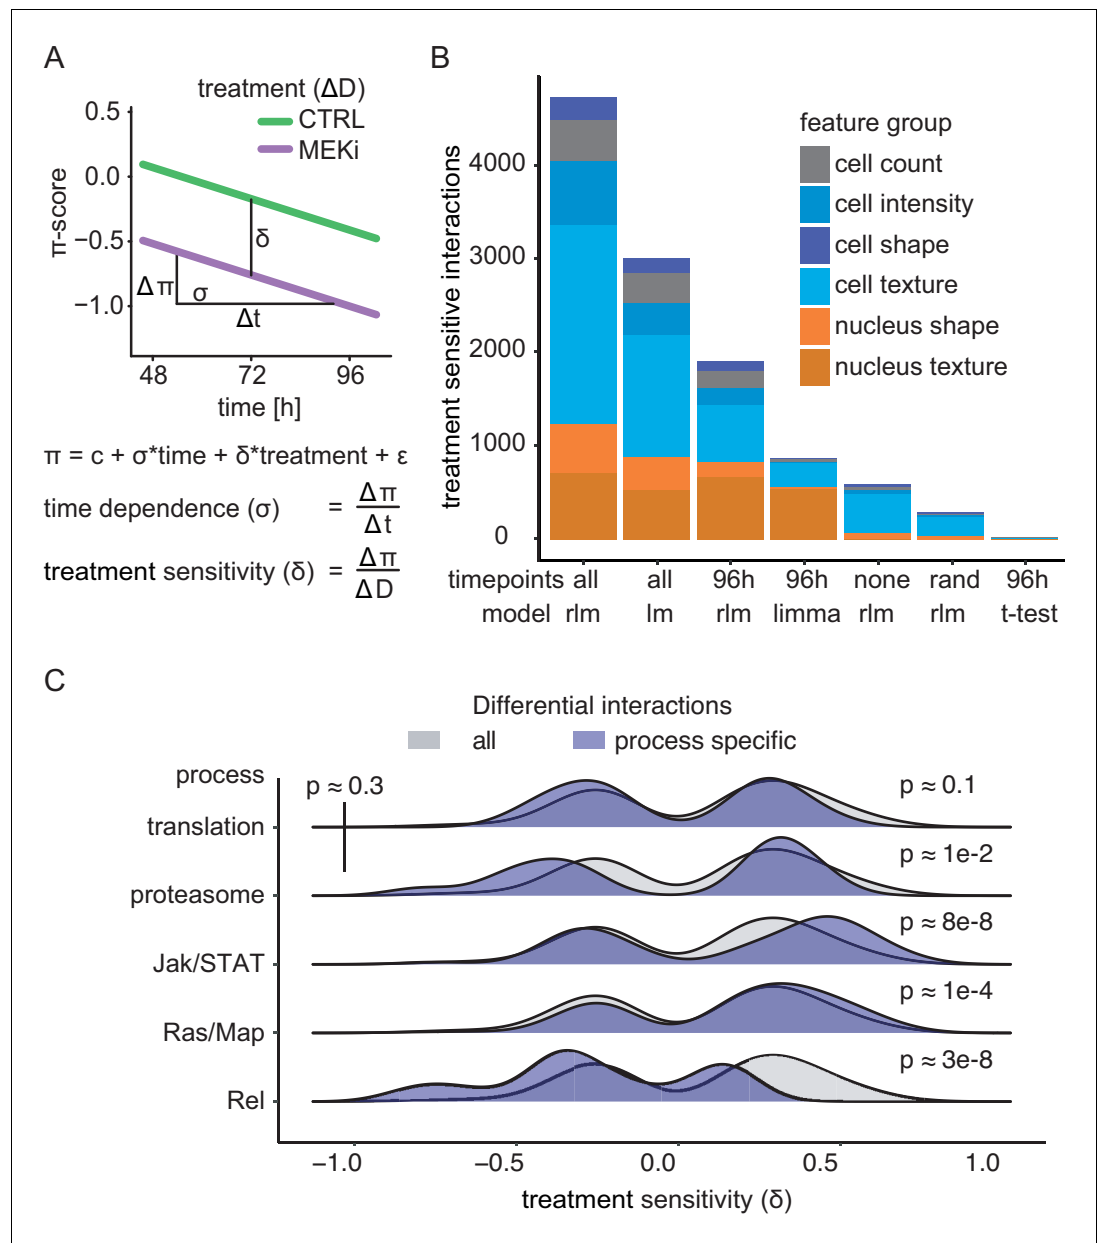 A
treatment (ΔD)
CTRL
MEKi
0.5
0.0
−0.5
−1.0
π-score
δ
Δπ
σ
Δt
48 72 96
time [h]
π = c + σ*time + δ*treatment + ε
time dependence (σ) = Δπ
Δt
treatment sensitivity (δ) = Δπ
ΔD
B
treatment sensitive interactions
4000
3000
2000
1000
0
feature group
cell count
cell intensity
cell shape
cell texture
nucleus shape
nucleus texture
timepoints all all 96h 96h none rand 96h
model rlm lm rlm limma rlm rlm t-test
C
Differential interactions
all process specific
process
p ≈ 0.3
p ≈ 0.1
translation
p ≈ 1e-2
proteasome
p ≈ 8e-8
Jak/STAT
p ≈ 1e-4
Ras/Map
p ≈ 3e-8
Rel
−1.0 −0.5 0.0 0.5 1.0
treatment sensitivity (δ)